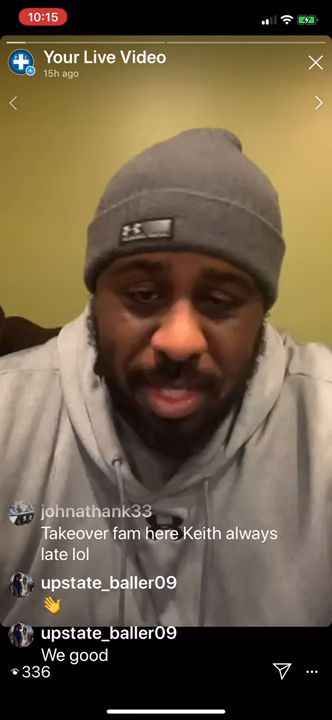 10:15
Your Live Video
15h ago
johnathank33
Takeover fam here Keith always
late lol
upstate_baller09
👋
upstate_baller09
We good
336